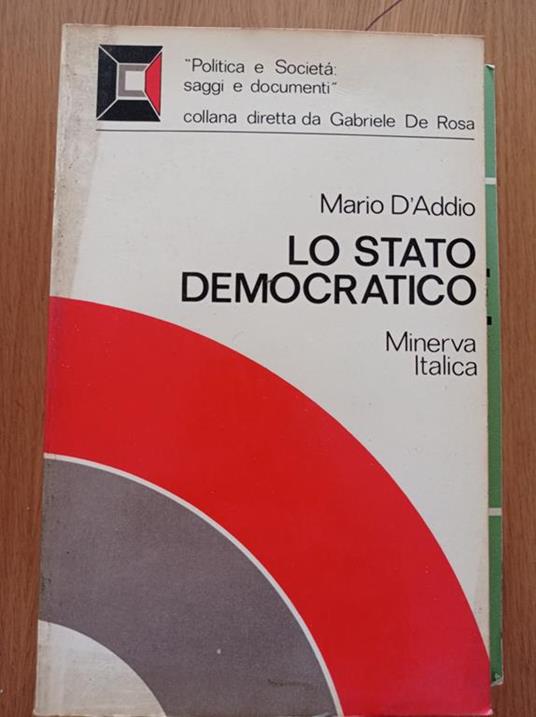 "Politica e Societá:
saggi e documenti"
collana diretta da Gabriele De Rosa
Mario D'Addio
LO STATO
DEMOCRATICO
Minerva
Italica